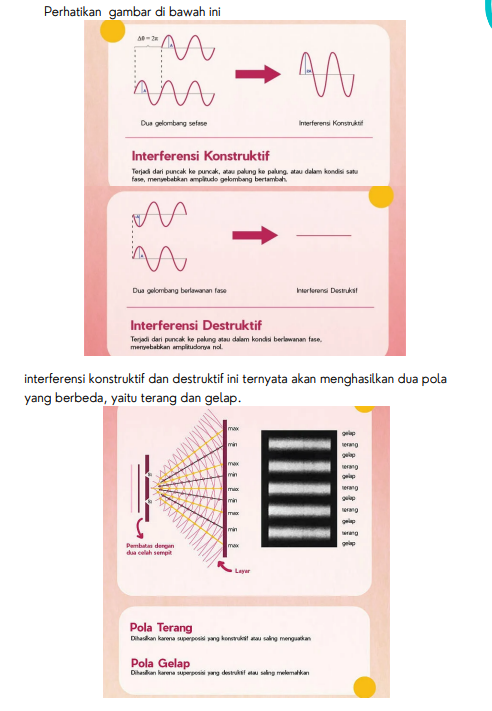 Perhatikan gambar di bawah ini
Δθ = 2π
A
A
2A
Dua gelombang sefase
Interferensi Konstruktif
Interferensi Konstruktif
Terjadi dari puncak ke puncak, atau palung ke palung, atau dalam kondisi satu
fase, menyebabkan amplitudo gelombang bertambah.
A
A
Dua gelombang berlawanan fase
Interferensi Destruktif
Interferensi Destruktif
Terjadi dari puncak ke palung atau dalam kondisi berlawanan fase,
menyebabkan amplitudonya nol.
interferensi konstruktif dan destruktif ini ternyata akan menghasilkan dua pola
yang berbeda, yaitu terang dan gelap.
max
min
max
min
max
min
max
min
max
S1
S2
Pembatas dengan
dua celah sempit
Layar
gelap
terang
gelap
terang
gelap
terang
gelap
terang
gelap
terang
gelap
Pola Terang
Dihasilkan karena superposisi yang konstruktif atau saling menguatkan
Pola Gelap
Dihasilkan karena superposisi yang destruktif atau saling melemahkan